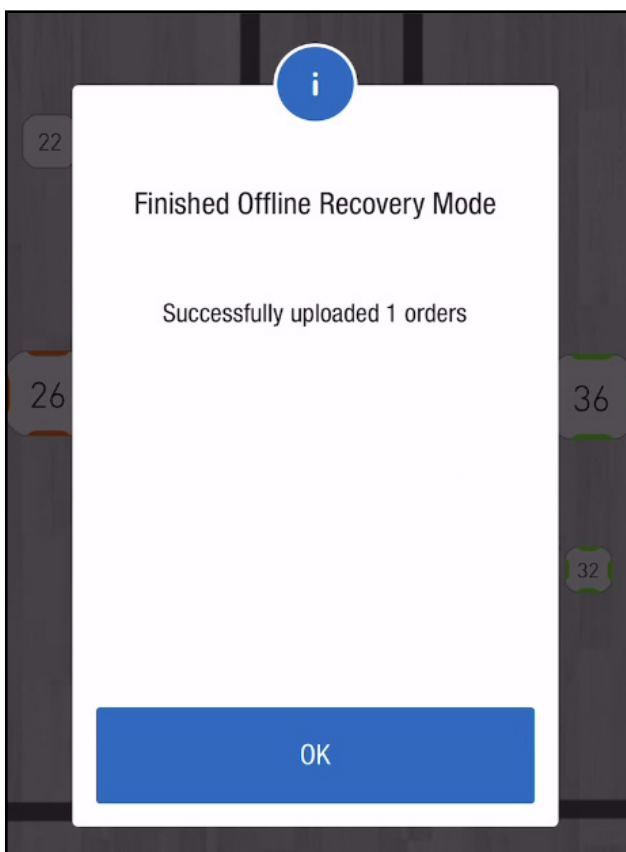 i
22
Finished Offline Recovery Mode
Successfully uploaded 1 orders
26
36
32
OK